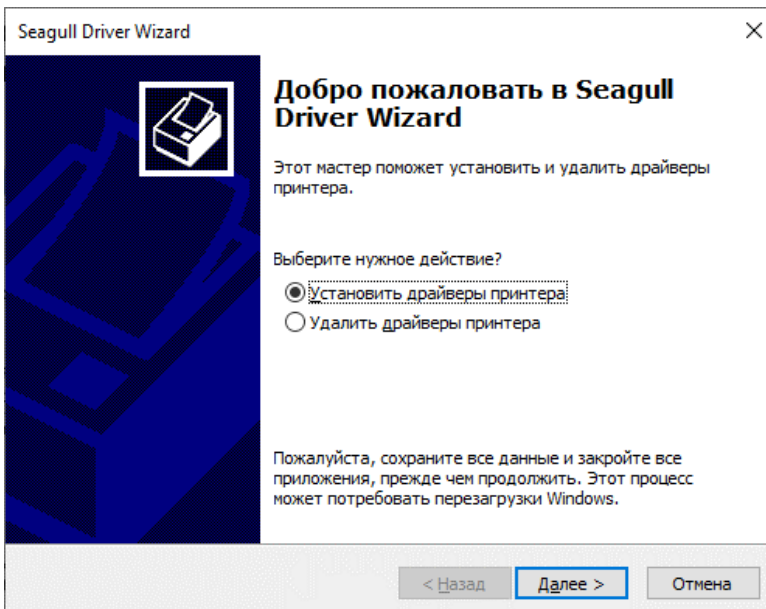 Seagull Driver Wizard
Добро пожаловать в Seagull
Driver Wizard
Этот мастер поможет установить и удалить драйверы
принтера.
Выберите нужное действие?
Установить драйверы принтера
Удалить драйверы принтера
Пожалуйста, сохраните все данные и закройте все
приложения, прежде чем продолжить. Этот процесс
может потребовать перезагрузки Windows.
< Назад
Далее >
Отмена